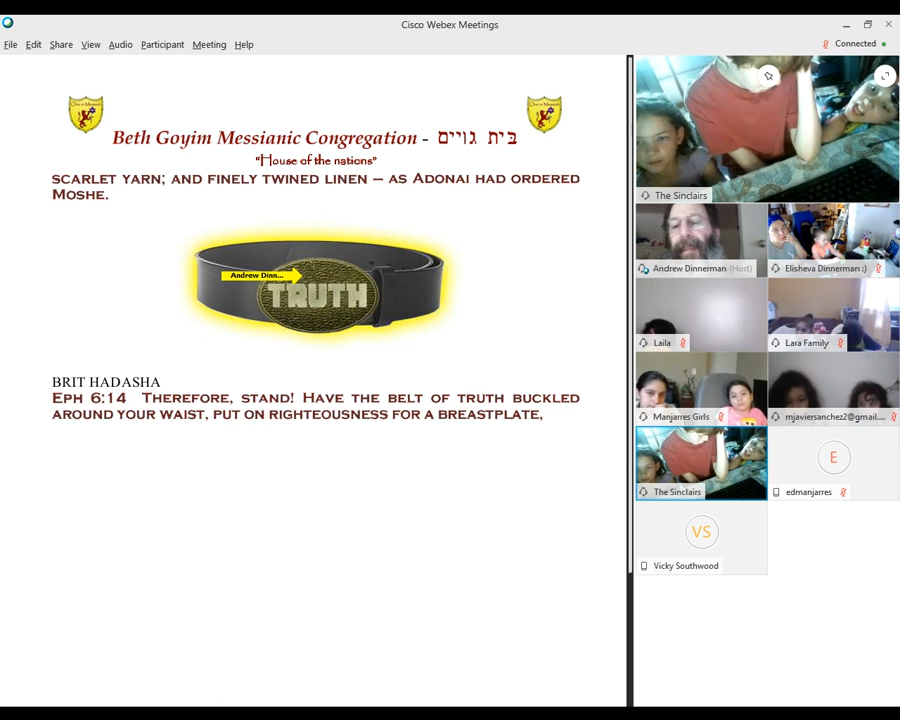 Cisco Webex Meetings
File Edit Share View Audio Participant Meeting Help
Connected
Beth Goyim Messianic Congregation - בית גויים
“House of the nations”
SCARLET YARN; AND FINELY TWINED LINEN – AS ADONAI HAD ORDERED
MOSHE.
Andrew Dinn...
TRUTH
BRIT HADASHA
EPH 6:14 THEREFORE, STAND! HAVE THE BELT OF TRUTH BUCKLED
AROUND YOUR WAIST, PUT ON RIGHTEOUSNESS FOR A BREASTPLATE,
The Sinclairs
Andrew Dinnerman (Host)
Elisheva Dinnerman :)
Laila
Lara Family
Manjarres Girls
mjaviersanchez2@gmail....
The Sinclairs
E
edmanjarres
VS
Vicky Southwood